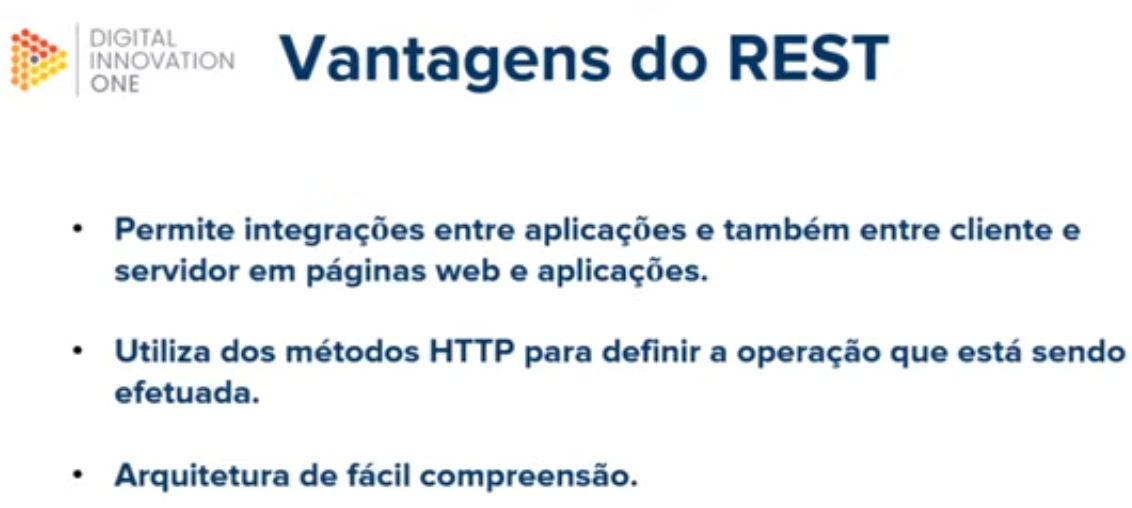 DIGITAL
INNOVATION
ONE
Vantagens do REST
• Permite integrações entre aplicações e também entre cliente e
servidor em páginas web e aplicações.
• Utiliza dos métodos HTTP para definir a operação que está sendo
efetuada.
• Arquitetura de fácil compreensão.